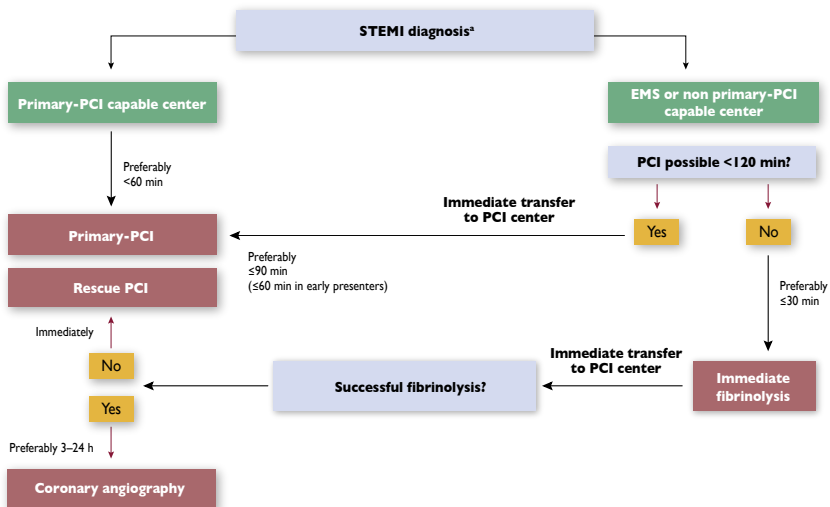 STEMI diagnosisᵃ
Primary-PCI capable center
EMS or non primary-PCI
capable center
Preferably
<60 min
PCI possible <120 min?
Immediate transfer
to PCI center
Yes
No
Primary-PCI
Preferably
≤90 min
(≤60 min in early presenters)
Preferably
≤30 min
Rescue PCI
Immediately
No
Yes
Successful fibrinolysis?
Immediate transfer
to PCI center
Immediate
fibrinolysis
Preferably 3–24 h
Coronary angiography